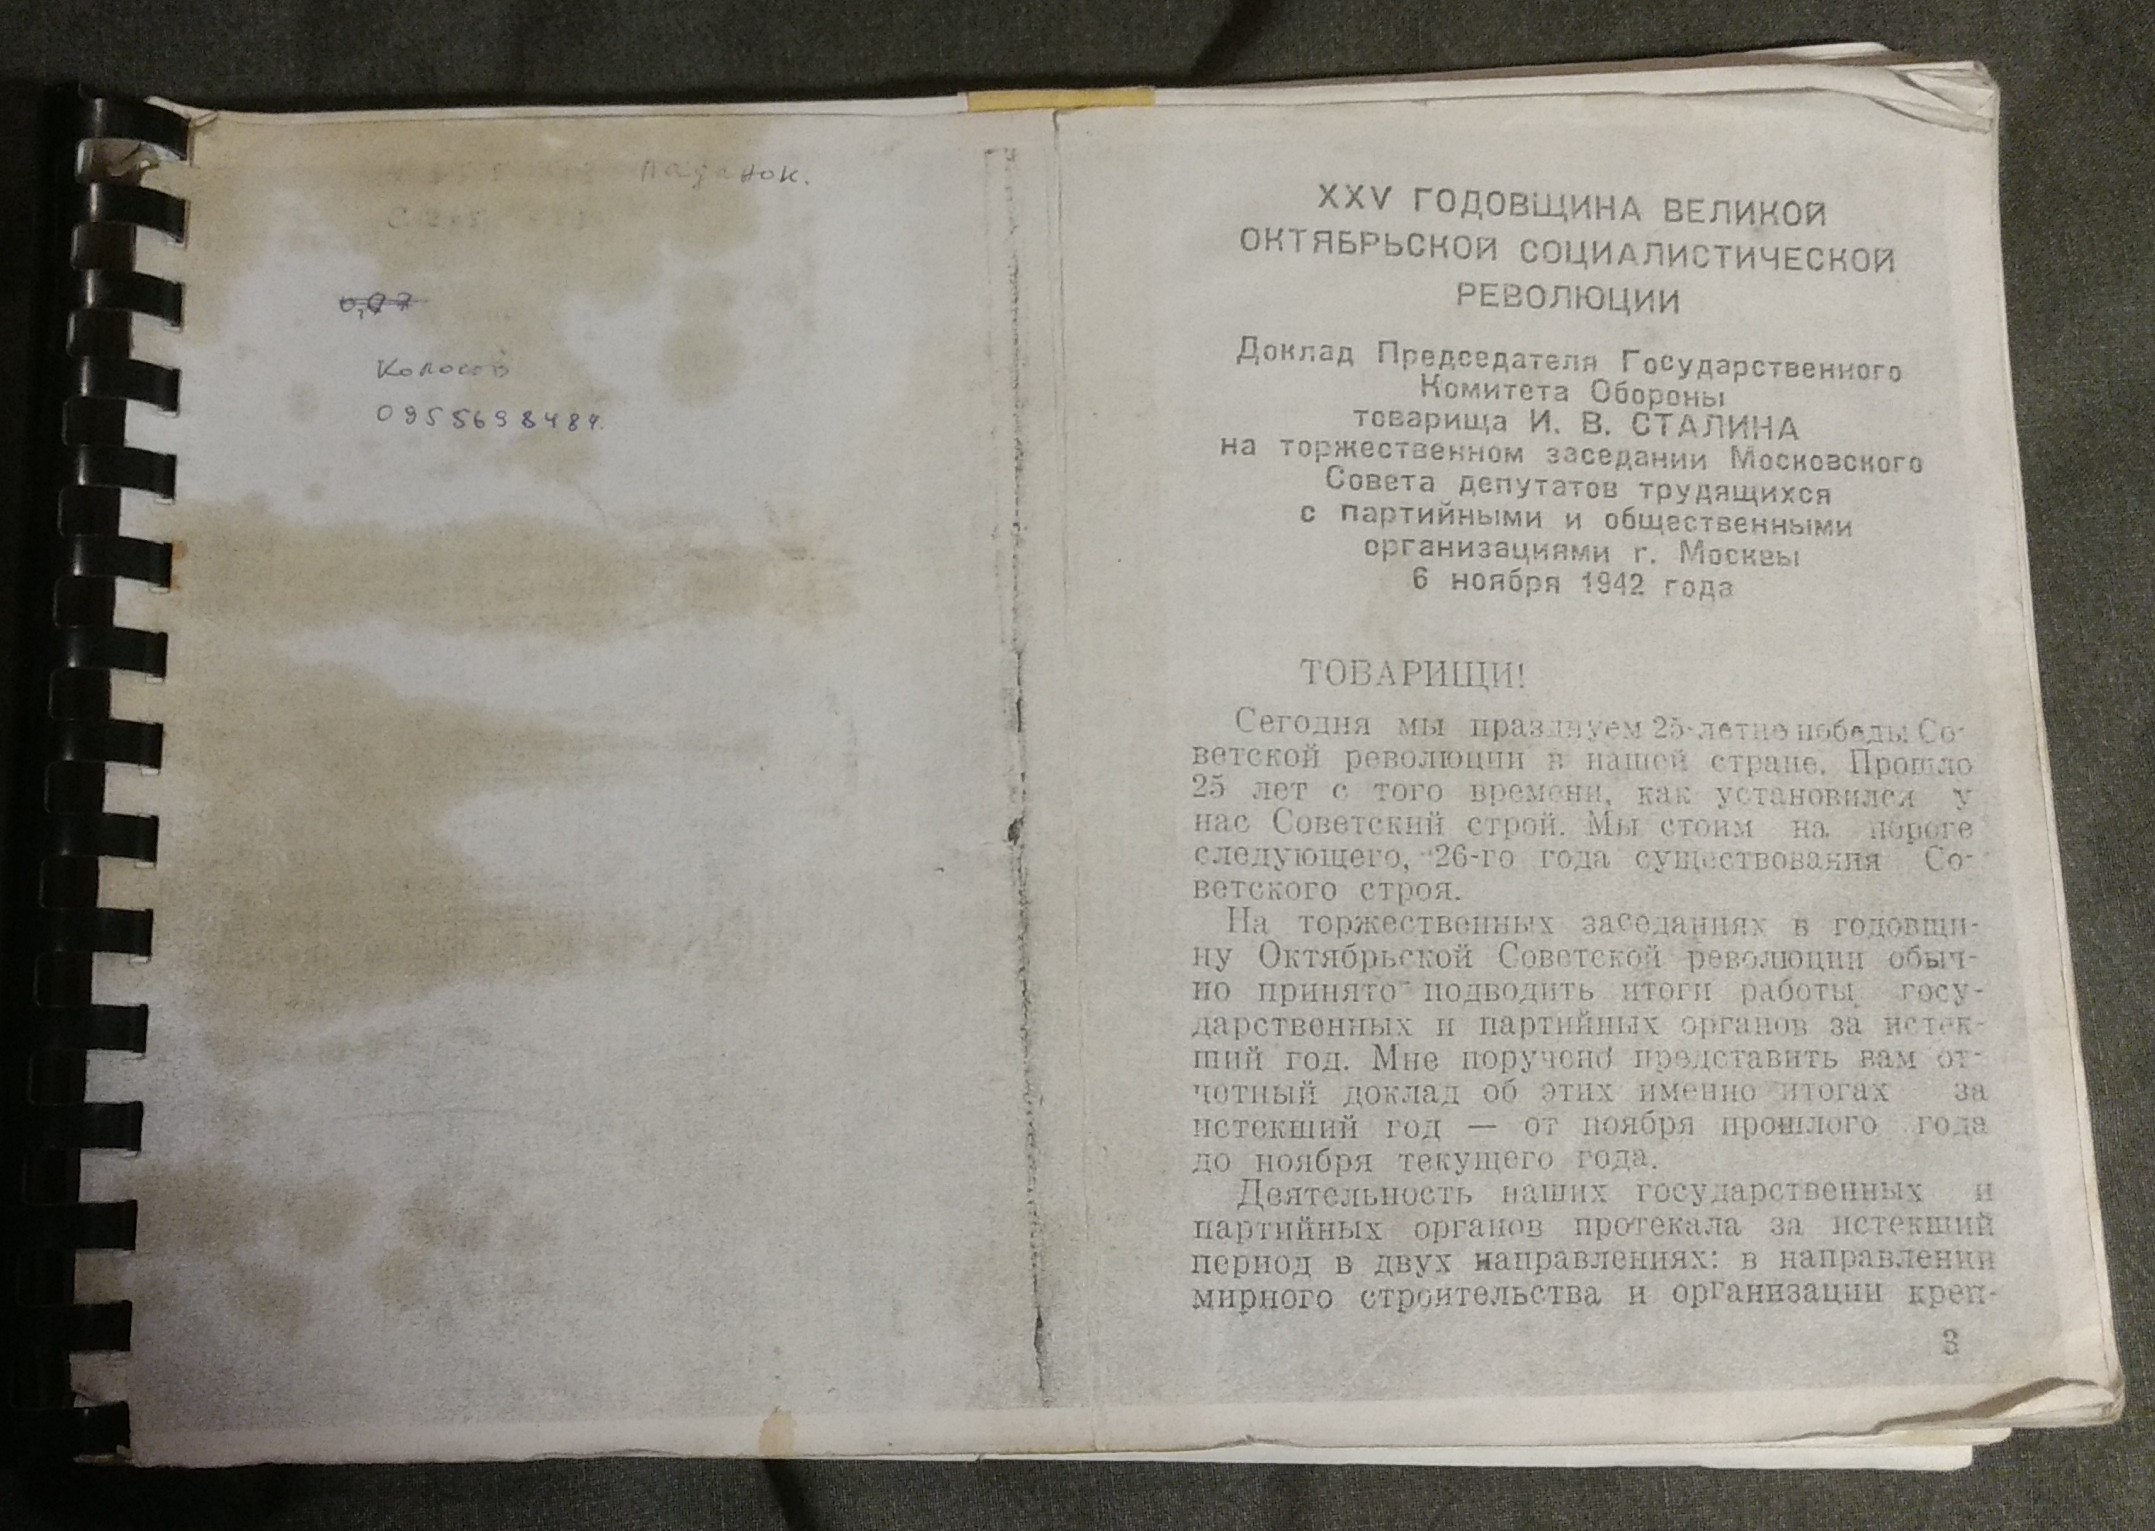 паданок.
0,97
Колосов
0955698484.
XXV ГОДОВЩИНА ВЕЛИКОЙ
ОКТЯБРЬСКОЙ СОЦИАЛИСТИЧЕСКОЙ
РЕВОЛЮЦИИ
Доклад Председателя Государственного
Комитета Обороны
товарища И. В. СТАЛИНА
на торжественном заседании Московского
Совета депутатов трудящихся
с партийными и общественными
организациями г. Москвы
6 ноября 1942 года
ТОВАРИЩИ!
Сегодня мы празднуем 25-летие победы Со-
ветской революции в нашей стране. Прошло
25 лет с того времени, как установился у
нас Советский строй. Мы стоим на пороге
следующего, 26-го года существования Со-
ветского строя.
На торжественных заседаниях в годовщи-
ну Октябрьской Советской революции обыч-
но принято подводить итоги работы госу-
дарственных и партийных органов за истек-
ший год. Мне поручено представить вам от-
четный доклад об этих именно итогах за
истекший год — от ноября прошлого года
до ноября текущего года.
Деятельность наших государственных и
партийных органов протекала за истекший
период в двух направлениях: в направлении
мирного строительства и организации креп-
3